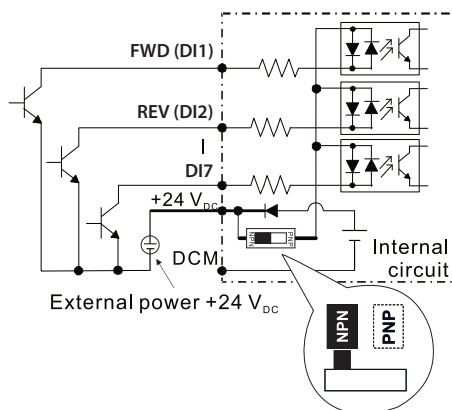 FWD (DI1)
REV (DI2)
|
DI7
+24 VDC
NPN PNP
DCM
Internal
circuit
External power +24 VDC
NPN PNP